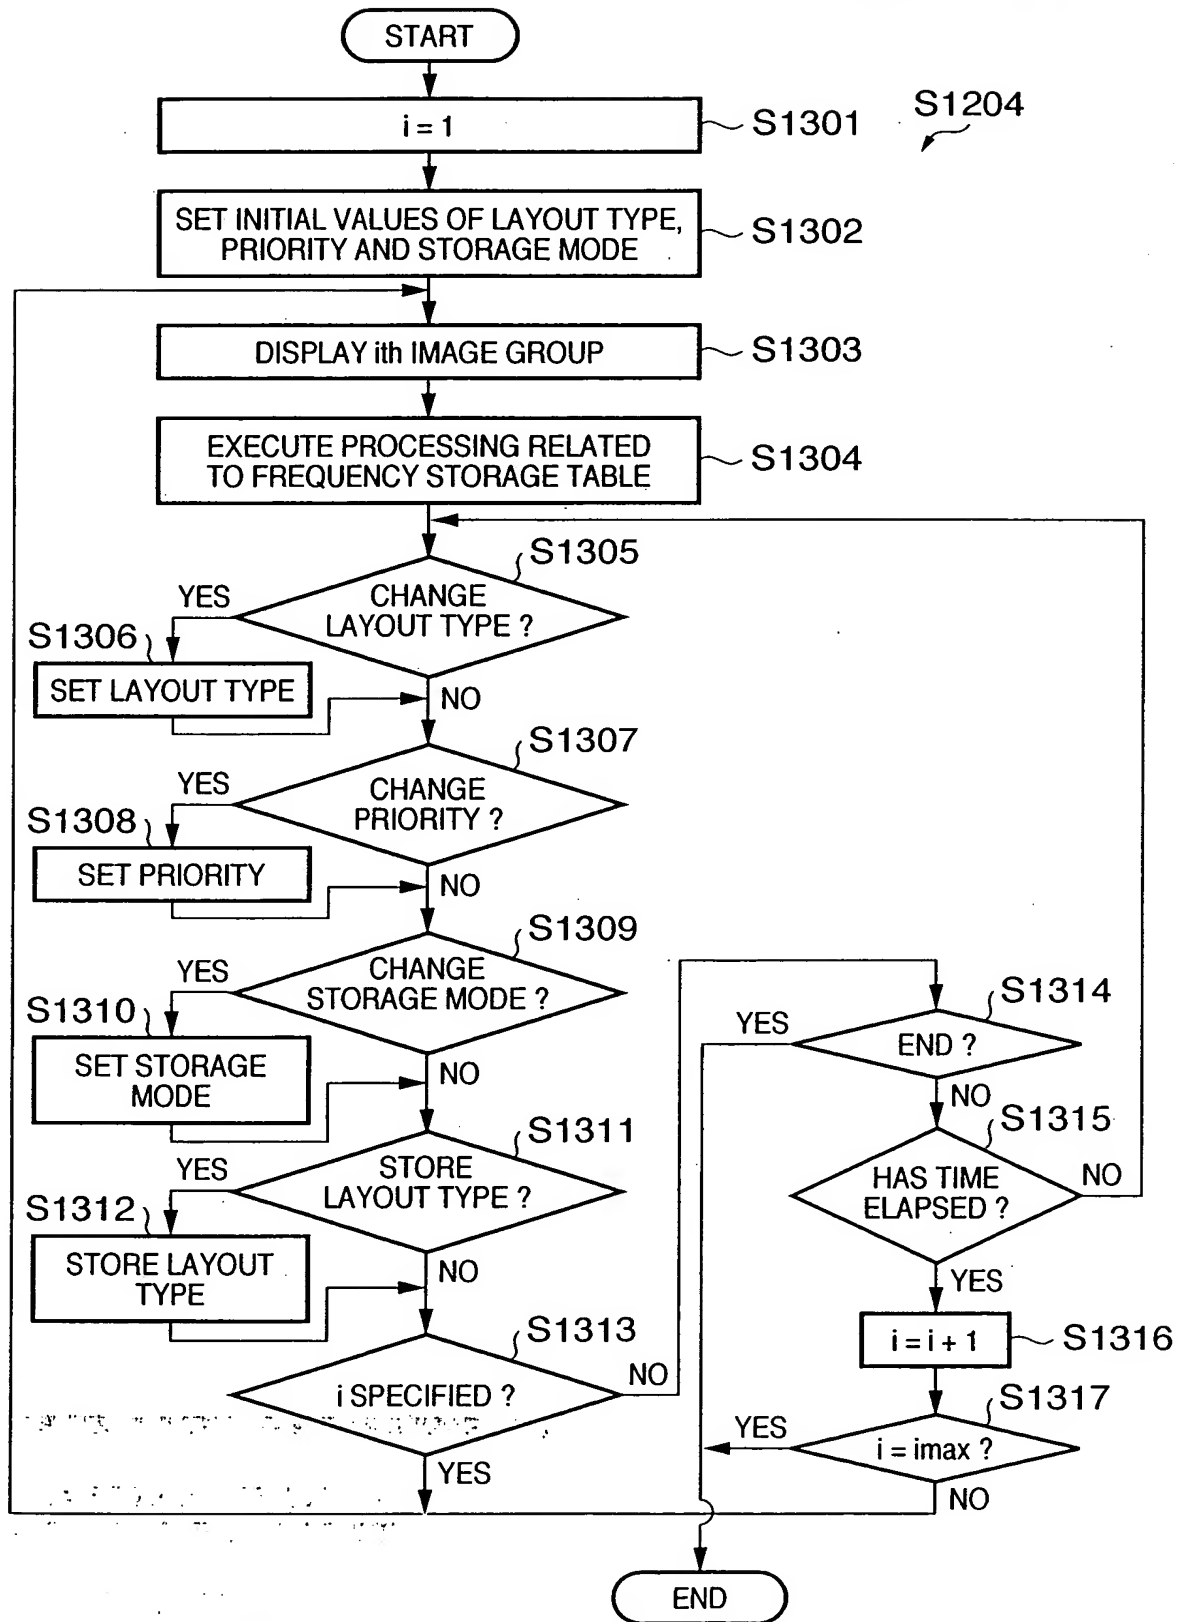 START
i = 1
S1301
S1204
SET INITIAL VALUES OF LAYOUT TYPE,
PRIORITY AND STORAGE MODE
S1302
DISPLAY ith IMAGE GROUP
S1303
EXECUTE PROCESSING RELATED
TO FREQUENCY STORAGE TABLE
S1304
S1305
YES
CHANGE
LAYOUT TYPE ?
S1306
SET LAYOUT TYPE
NO
S1307
YES
CHANGE
PRIORITY ?
S1308
SET PRIORITY
NO
S1309
YES
CHANGE
STORAGE MODE ?
S1310
SET STORAGE
MODE
NO
S1311
YES
STORE
LAYOUT TYPE ?
S1312
STORE LAYOUT
TYPE
NO
S1313
i SPECIFIED ?
NO
YES
S1314
YES
END ?
NO
S1315
HAS TIME
ELAPSED ?
NO
YES
i = i + 1
S1316
S1317
YES
i = imax ?
NO
END